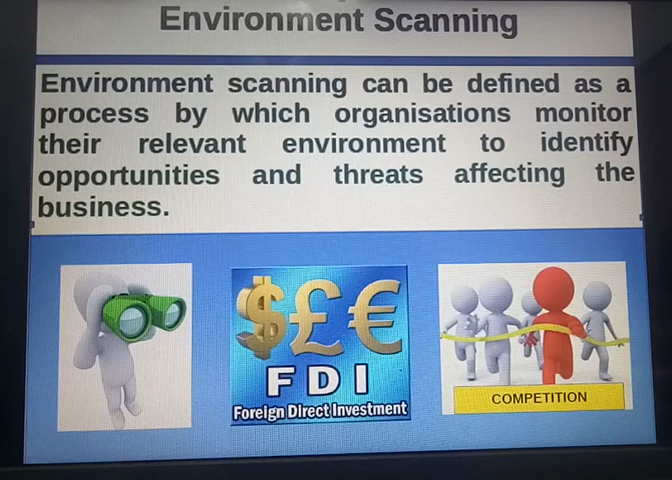 Environment Scanning
Environment scanning can be defined as a
process by which organisations monitor
their relevant environment to identify
opportunities and threats affecting the
business.
$£€
FDI
Foreign Direct Investment
COMPETITION